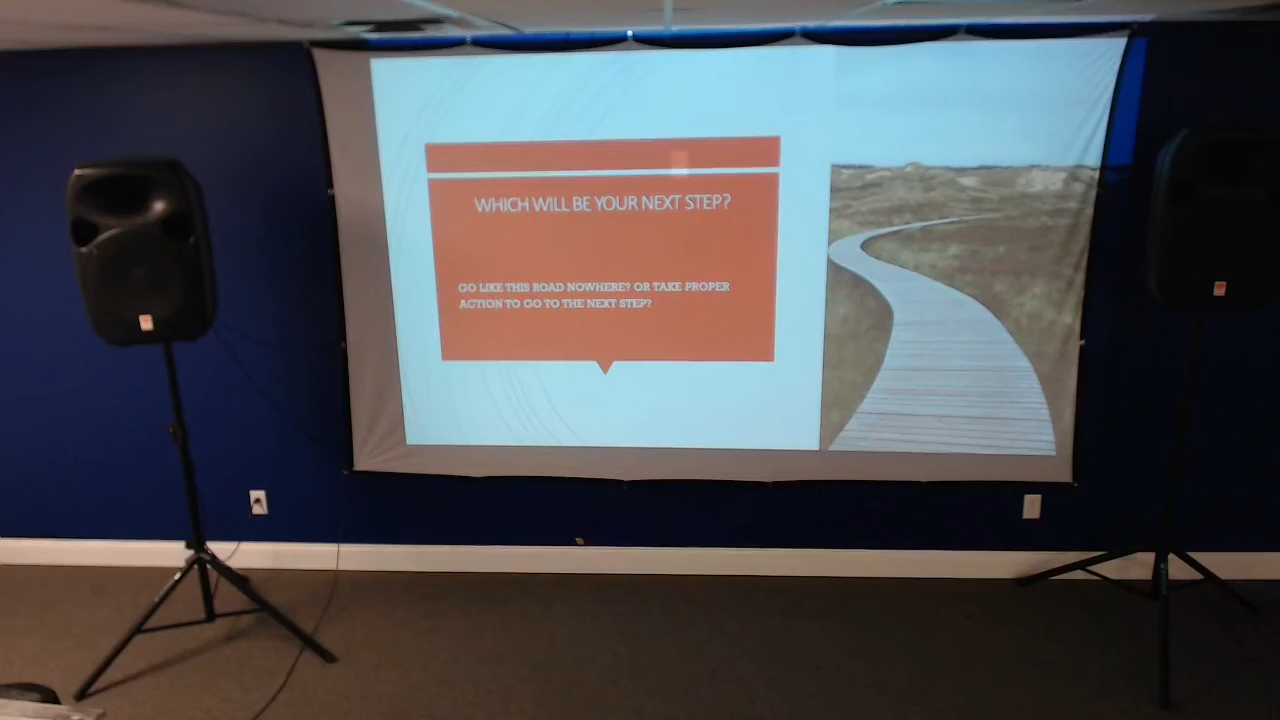 WHICH WILL BE YOUR NEXT STEP?
GO LIKE THIS ROAD NOWHERE? OR TAKE PROPER
ACTION TO GO TO THE NEXT STEP?